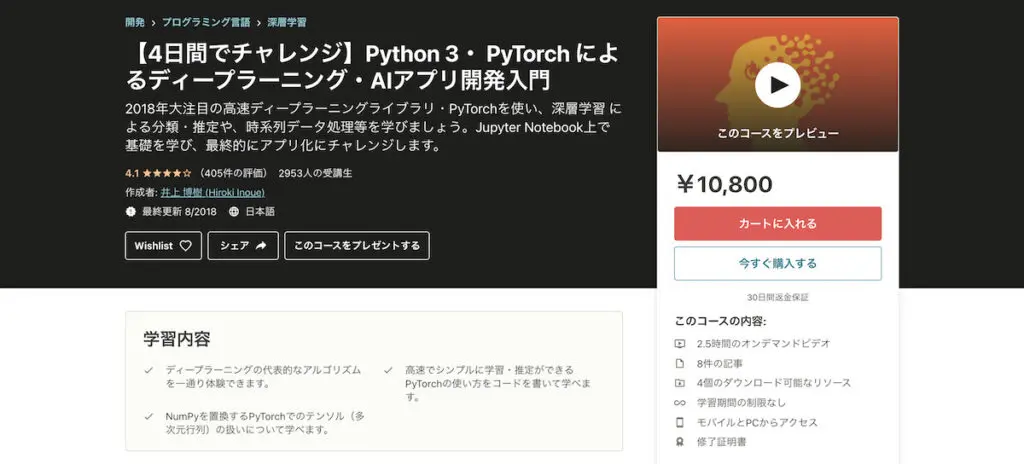 開発 > プログラミング言語 > 深層学習
【4日間でチャレンジ】Python 3・ PyTorch によ
るディープラーニング・AIアプリ開発入門
2018年大注目の高速ディープラーニングライブラリ・PyTorchを使い、深層学習 に
よる分類・推定や、時系列データ処理等を学びましょう。Jupyter Notebook上で
基礎を学び、最終的にアプリ化にチャレンジします。
4.1 ★★★★☆ (405件の評価) 2953人の受講生
作成者: 井上 博樹 (Hiroki Inoue)
最終更新 8/2018 日本語
Wishlist シェア このコースをプレゼントする
学習内容
ディープラーニングの代表的なアルゴリズム
を一通り体験できます。
高速でシンプルに学習・推定ができる
PyTorchの使い方をコードを書いて学べま
す。
NumPyを置換するPyTorchでのテンソル（多
次元行列）の扱いについて学べます。
このコースをプレビュー
¥10,800
カートに入れる
今すぐ購入する
30日間返金保証
このコースの内容:
2.5時間のオンデマンドビデオ
8件の記事
4個のダウンロード可能なリソース
学習期間の制限なし
モバイルとPCからアクセス
修了証明書